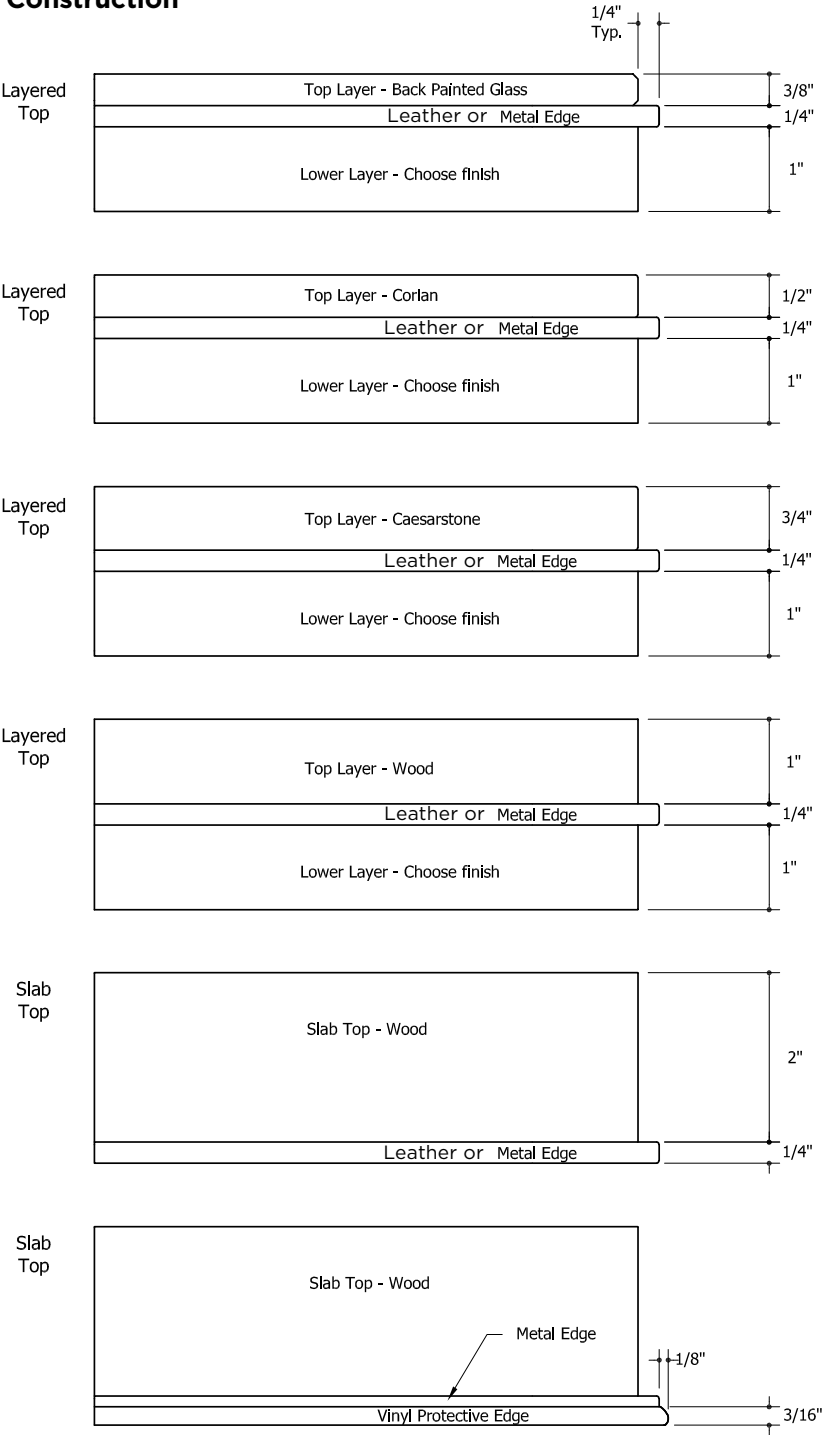 Construction
1/4"
Typ.
Layered
Top
Top Layer - Back Painted Glass
3/8"
Leather or Metal Edge
1/4"
Lower Layer - Choose finish
1"
Layered
Top
Top Layer - Corian
1/2"
Leather or Metal Edge
1/4"
Lower Layer - Choose finish
1"
Layered
Top
Top Layer - Caesarstone
3/4"
Leather or Metal Edge
1/4"
Lower Layer - Choose finish
1"
Layered
Top
Top Layer - Wood
1"
Leather or Metal Edge
1/4"
Lower Layer - Choose finish
1"
Slab
Top
Slab Top - Wood
2"
Leather or Metal Edge
1/4"
Slab
Top
Slab Top - Wood
Metal Edge
1/8"
Vinyl Protective Edge
3/16"